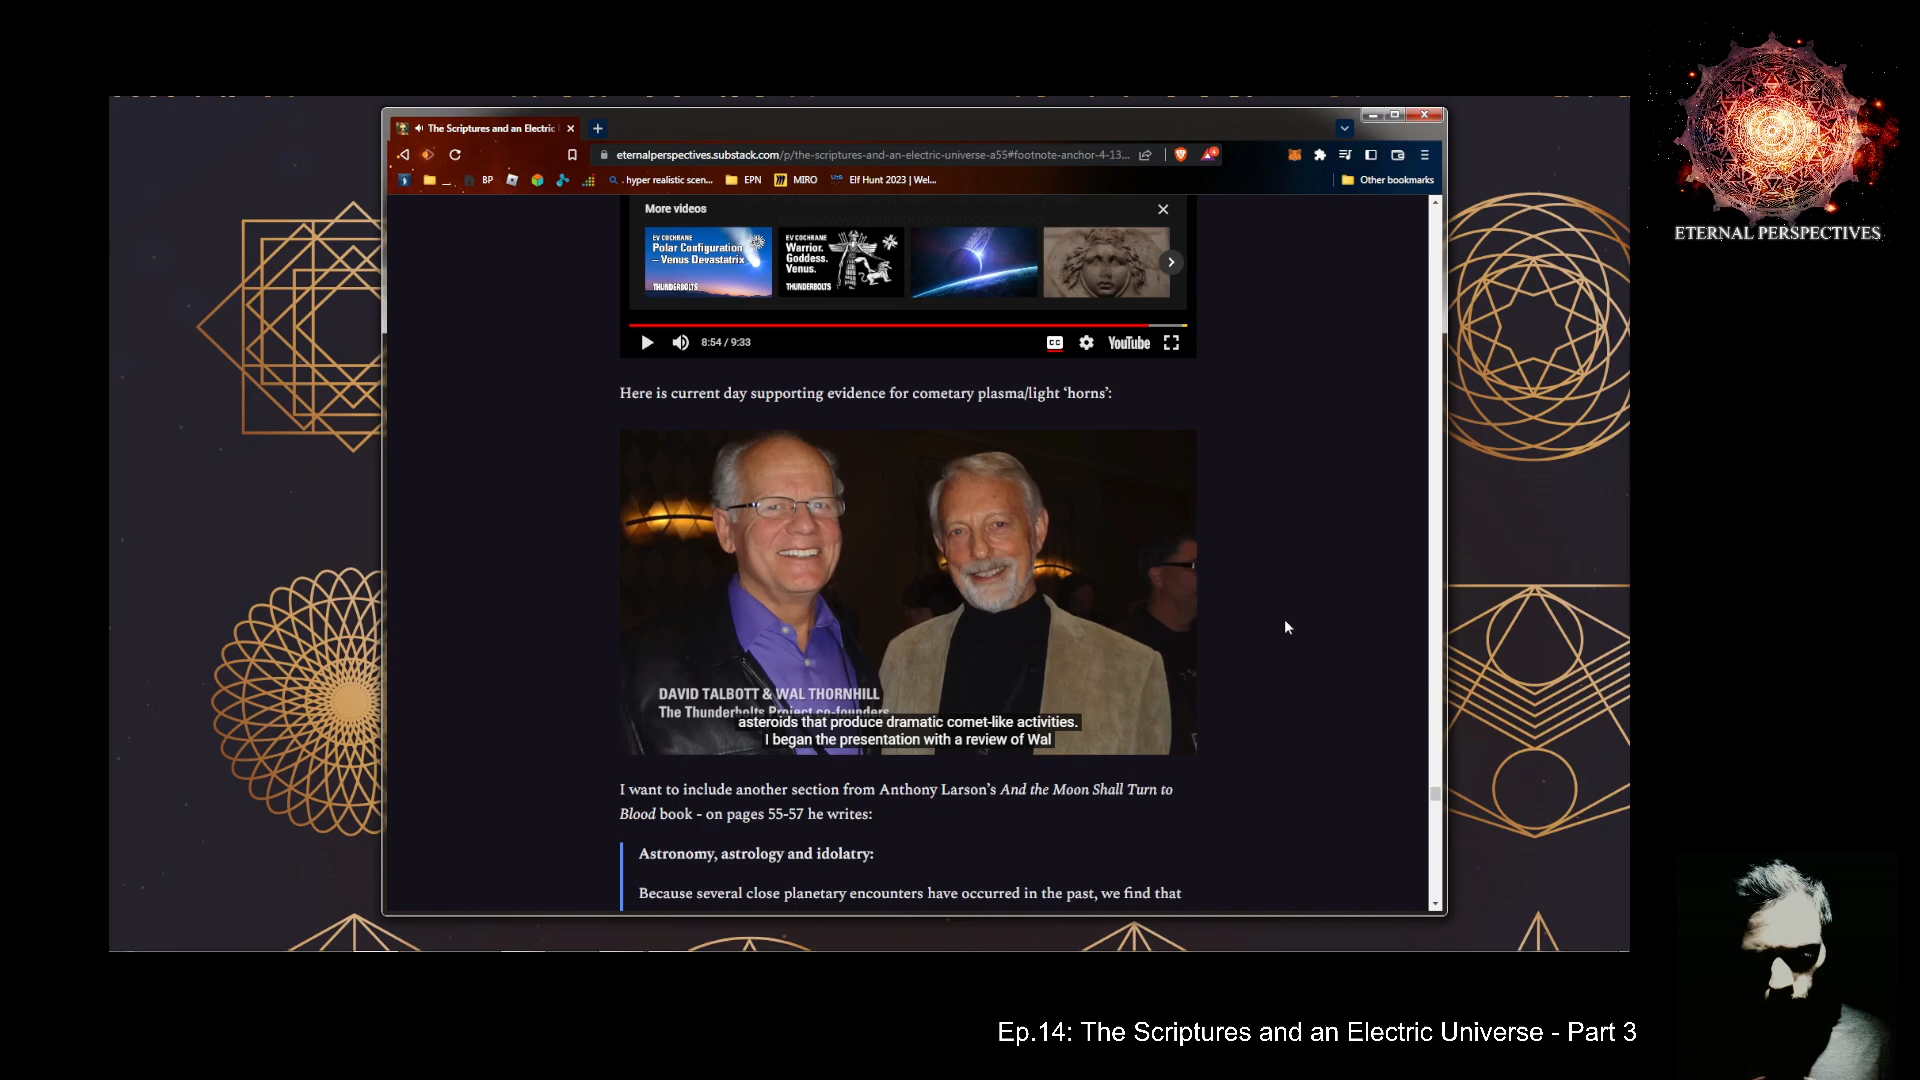 ETERNAL PERSPECTIVES
The Scriptures and an Electric
eternalperspectives.substack.com/p/the-scriptures-and-an-electric-universe-a55#footnote-anchor-4-13...
BP
. hyper realistic scen...
EPN
MIRO
Elf Hunt 2023 | Wel...
Other bookmarks
More videos
EV COCHRANE
Polar Configuration
– Venus Devastatrix
THUNDERBOLTS
EV COCHRANE
Warrior.
Goddess.
Venus.
THUNDERBOLTS
8:54 / 9:33
CC
YouTube
Here is current day supporting evidence for cometary plasma/light ‘horns’:
DAVID TALBOTT & WAL THORNHILL
The Thunderbolts Project co-founders
asteroids that produce dramatic comet-like activities.
I began the presentation with a review of Wal
I want to include another section from Anthony Larson’s And the Moon Shall Turn to
Blood book - on pages 55-57 he writes:
Astronomy, astrology and idolatry:
Because several close planetary encounters have occurred in the past, we find that
Ep.14: The Scriptures and an Electric Universe - Part 3